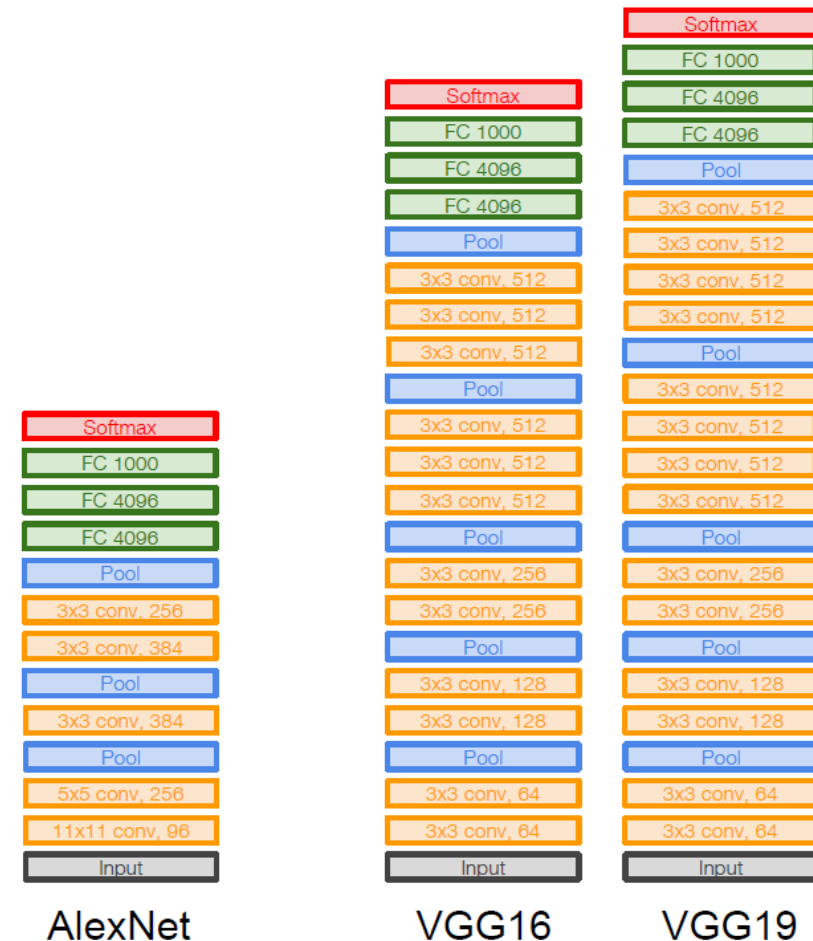 Softmax
FC 1000
FC 4096
FC 4096
Pool
3x3 conv, 256
3x3 conv, 384
Pool
3x3 conv, 384
Pool
5x5 conv, 256
11x11 conv, 96
Input
AlexNet
Softmax
FC 1000
FC 4096
FC 4096
Pool
3x3 conv, 512
3x3 conv, 512
3x3 conv, 512
Pool
3x3 conv, 512
3x3 conv, 512
3x3 conv, 512
Pool
3x3 conv, 256
3x3 conv, 256
Pool
3x3 conv, 128
3x3 conv, 128
Pool
3x3 conv, 64
3x3 conv, 64
Input
VGG16
Softmax
FC 1000
FC 4096
FC 4096
Pool
3x3 conv, 512
3x3 conv, 512
3x3 conv, 512
3x3 conv, 512
Pool
3x3 conv, 512
3x3 conv, 512
3x3 conv, 512
3x3 conv, 512
Pool
3x3 conv, 256
3x3 conv, 256
Pool
3x3 conv, 128
3x3 conv, 128
Pool
3x3 conv, 64
3x3 conv, 64
Input
VGG19